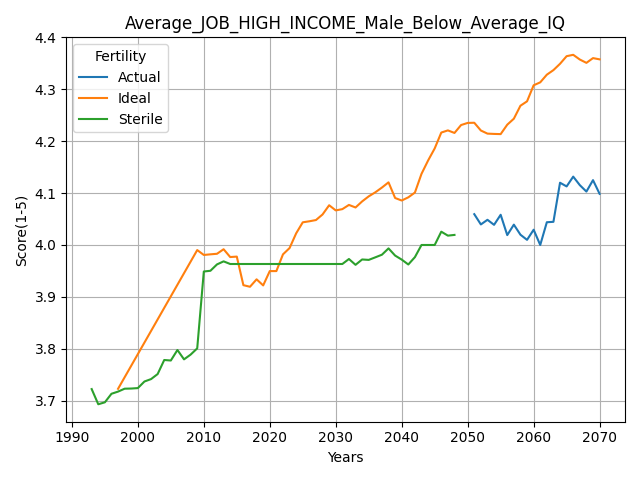 Average_JOB_HIGH_INCOME_Male_Below_Average_IQ
Score(1-5)
4.4
4.3
4.2
4.1
4.0
3.9
3.8
3.7
Fertility
Actual
Ideal
Sterile
1990 2000 2010 2020 2030 2040 2050 2060 2070
Years